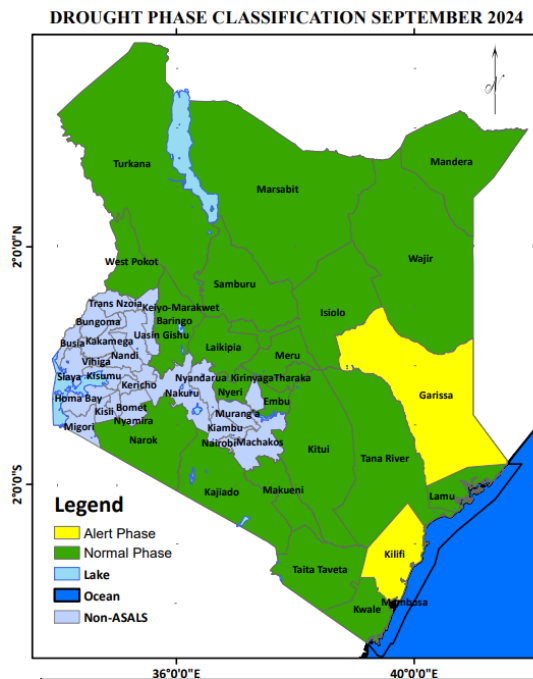 DROUGHT PHASE CLASSIFICATION SEPTEMBER 2024
N
Mandera
Turkana
Marsabit
2°0'0"N
Wajir
West Pokot
Samburu
Trans Nzoia
Keiyo-Marakwet
Isiolo
Bungoma
Baringo
Busia
Kakamega
Uasin Gishu
Nandi
Laikipia
Meru
Vihiga
Siaya
Kisumu
Nyandarua
Kirinyaga
Tharaka
Kericho
Nakuru
Nyeri
Garissa
Homa Bay
Embu
Kisii
Bomet
Murang'a
Nyamira
Kiambu
Migori
Narok
Nairobi
Machakos
Kitui
Tana River
2°0'0"S
Kajiado
Makueni
Lamu
Legend
Alert Phase
Normal Phase
Lake
Ocean
Non-ASALS
Kilifi
Taita Taveta
Mombasa
Kwale
36°0'0"E
40°0'0"E